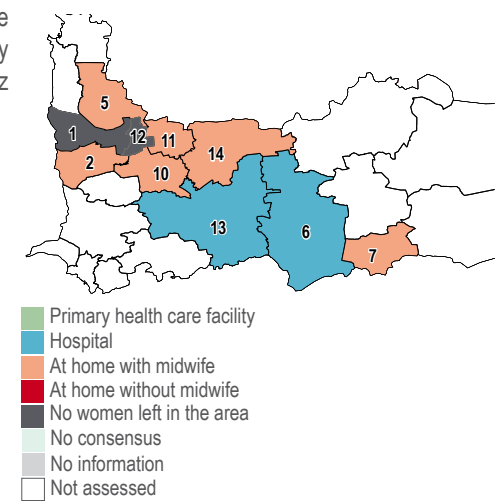 e
y
z
5
1
12
11
2
14
10
13
6
7
Primary health care facility
Hospital
At home with midwife
At home without midwife
No women left in the area
No consensus
No information
Not assessed